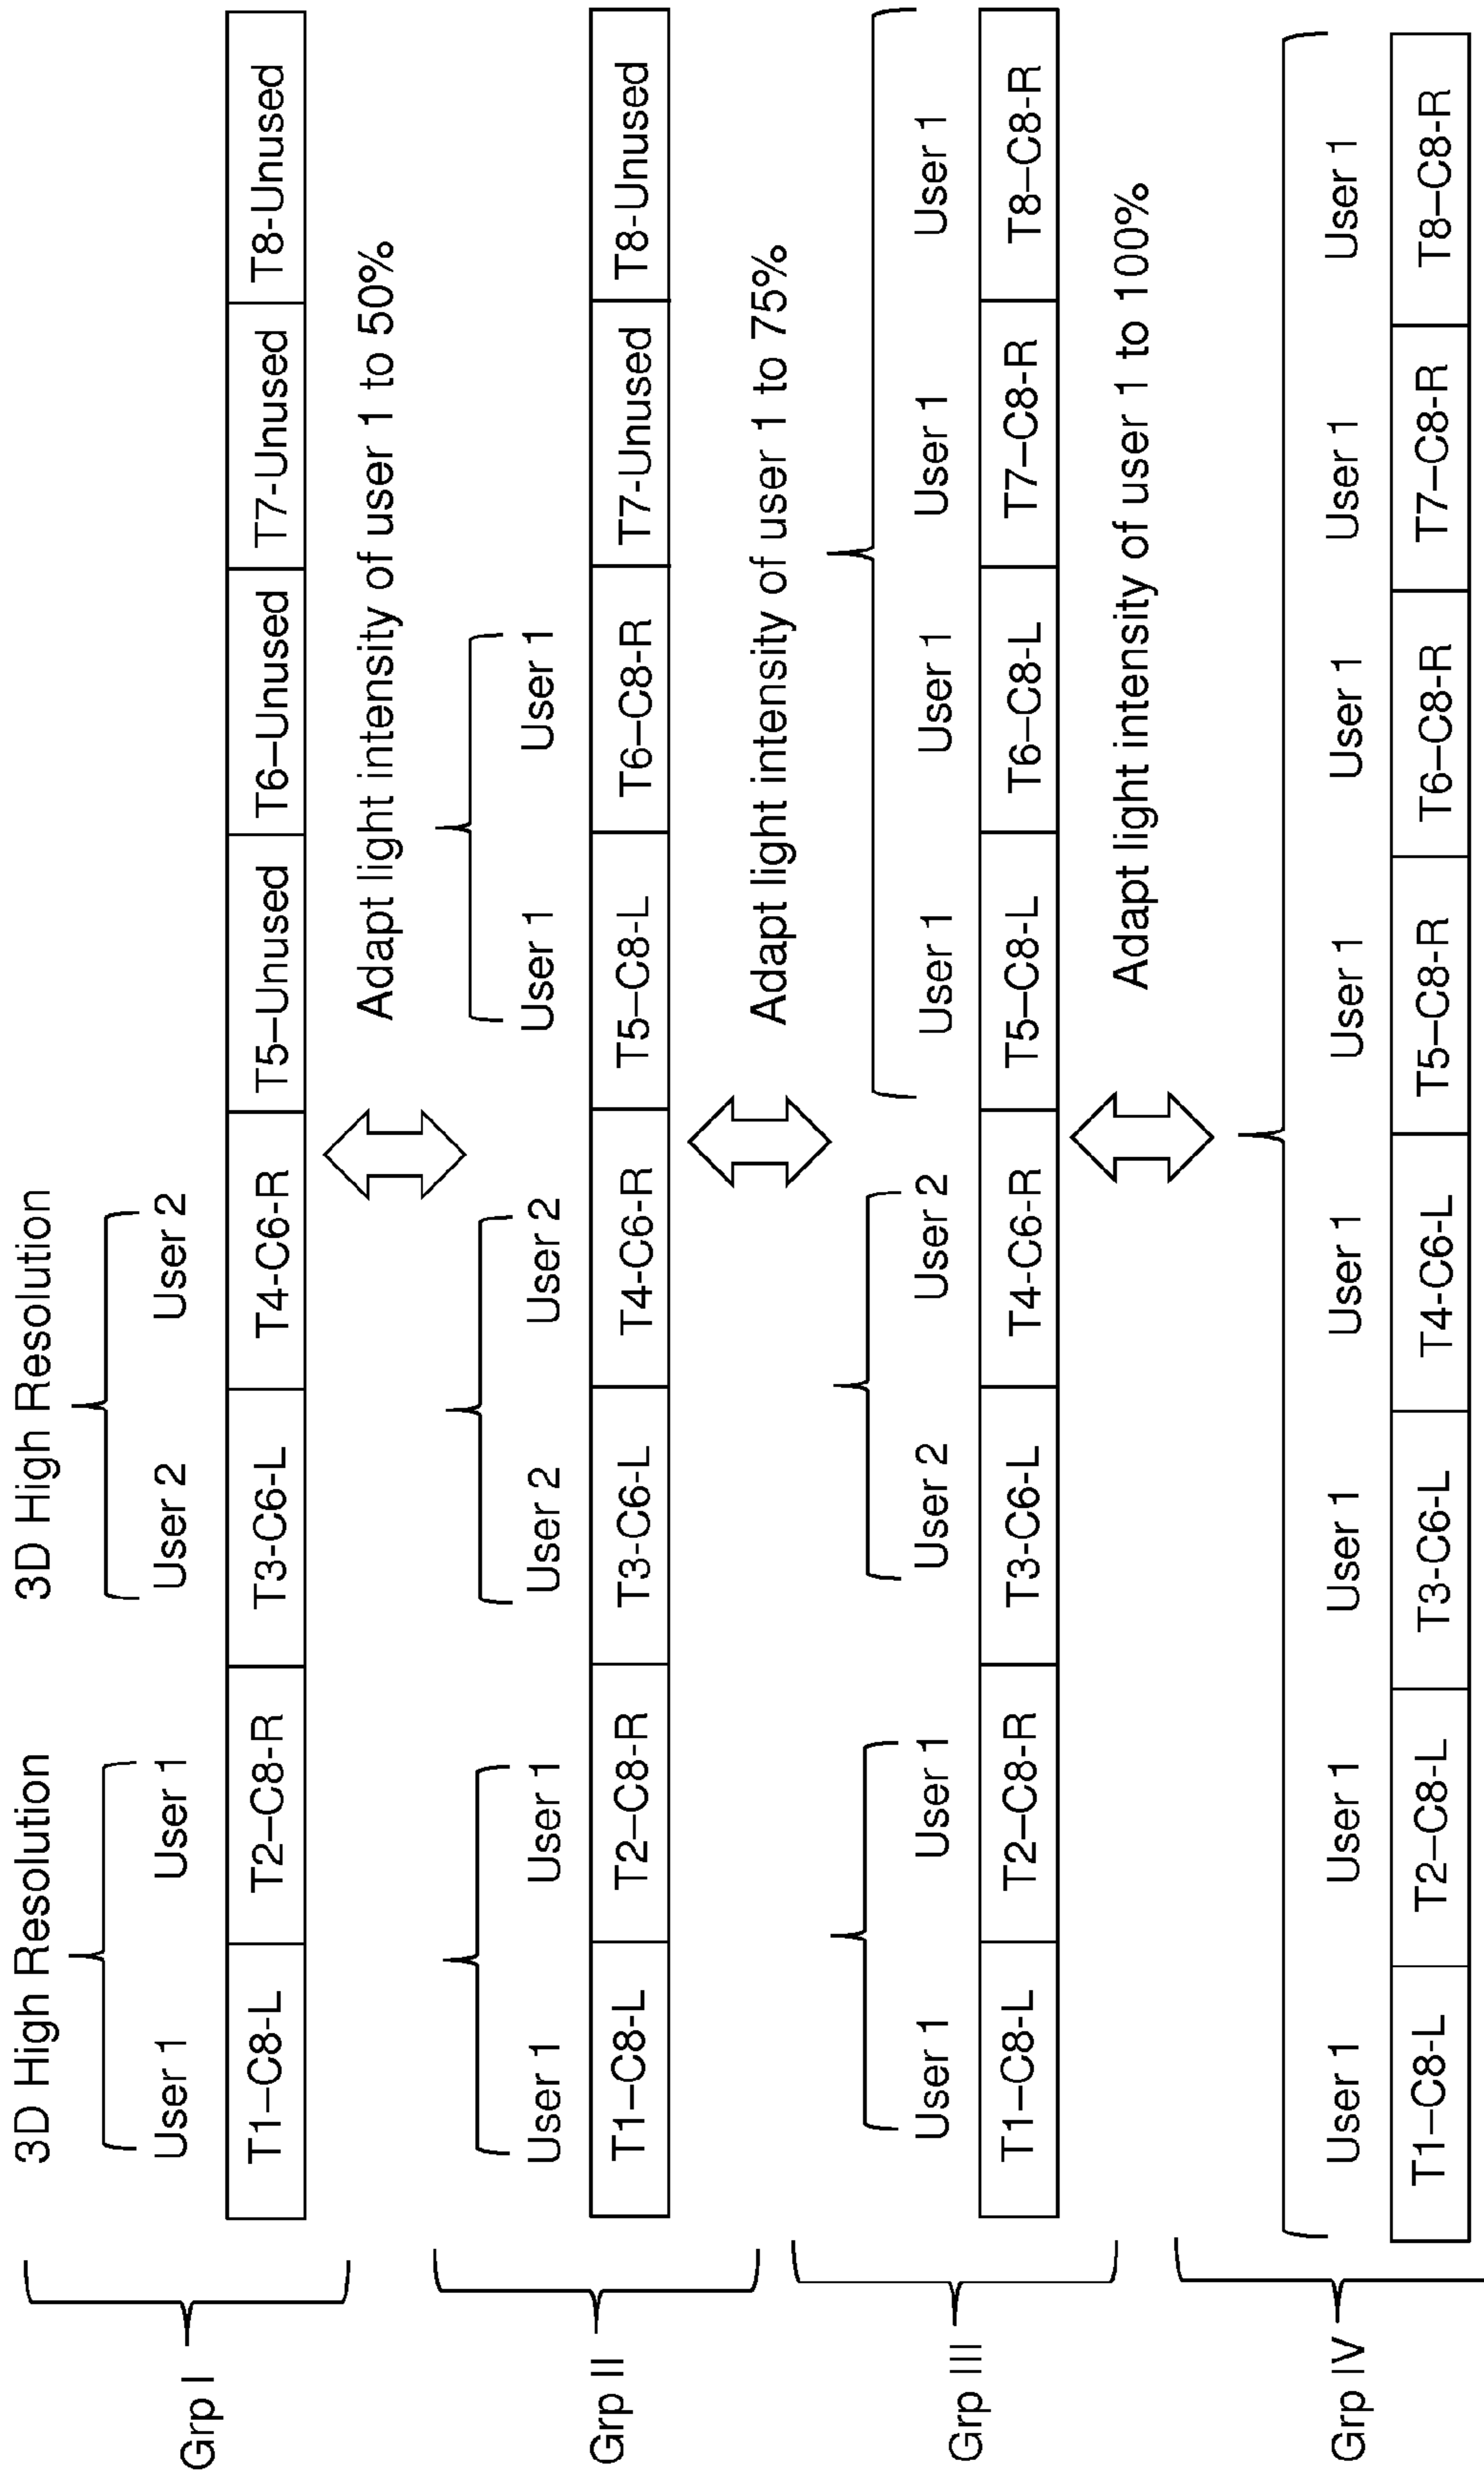 3D High Resolution 3D High Resolution
User 1 User 1 User 2 User 2
Grp I
T1–C8-L T2–C8-R T3-C6-L T4-C6-R T5–Unused T6–Unused T7-Unused T8-Unused
Adapt light intensity of user 1 to 50%
User 1 User 1 User 2 User 2 User 1 User 1
Grp II
T1–C8-L T2–C8-R T3-C6-L T4-C6-R T5–C8-L T6–C8-R T7-Unused T8-Unused
Adapt light intensity of user 1 to 75%
User 1 User 1 User 2 User 2 User 1 User 1 User 1 User 1
Grp III
T1–C8-L T2–C8-R T3-C6-L T4-C6-R T5–C8-L T6–C8-L T7–C8-R T8–C8-R
Adapt light intensity of user 1 to 100%
User 1 User 1 User 1 User 1 User 1 User 1 User 1 User 1
Grp IV
T1–C8-L T2–C8-L T3-C6-L T4-C6-L T5–C8-R T6–C8-R T7–C8-R T8–C8-R